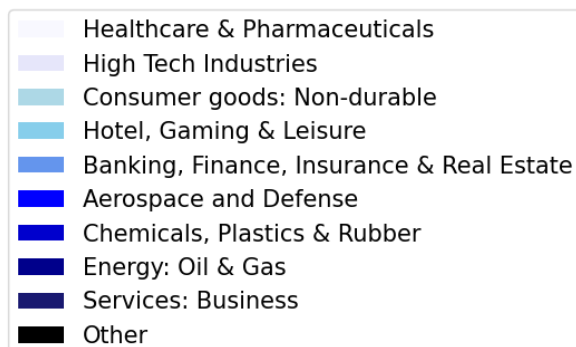 Healthcare & Pharmaceuticals
High Tech Industries
Consumer goods: Non-durable
Hotel, Gaming & Leisure
Banking, Finance, Insurance & Real Estate
Aerospace and Defense
Chemicals, Plastics & Rubber
Energy: Oil & Gas
Services: Business
Other